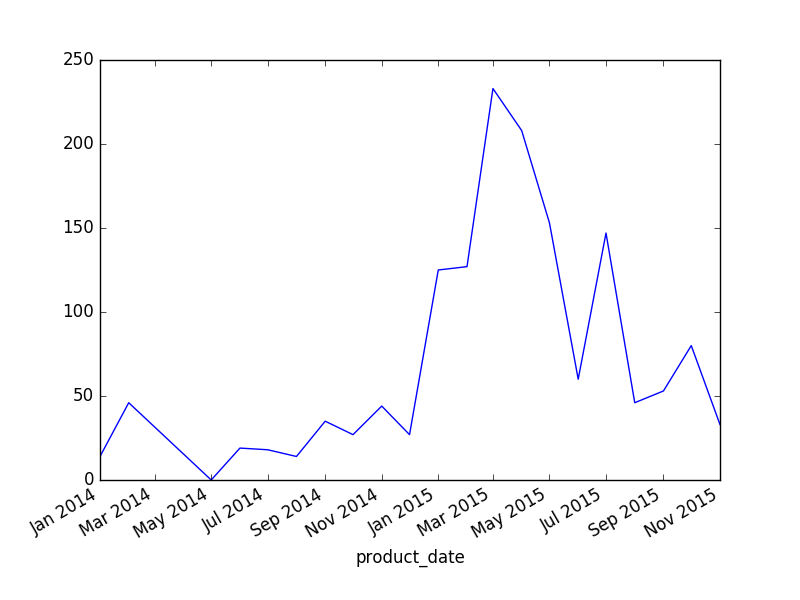 250
200
150
100
50
0
Jan 2014
Mar 2014
May 2014
Jul 2014
Sep 2014
Nov 2014
Jan 2015
Mar 2015
May 2015
Jul 2015
Sep 2015
Nov 2015
product_date